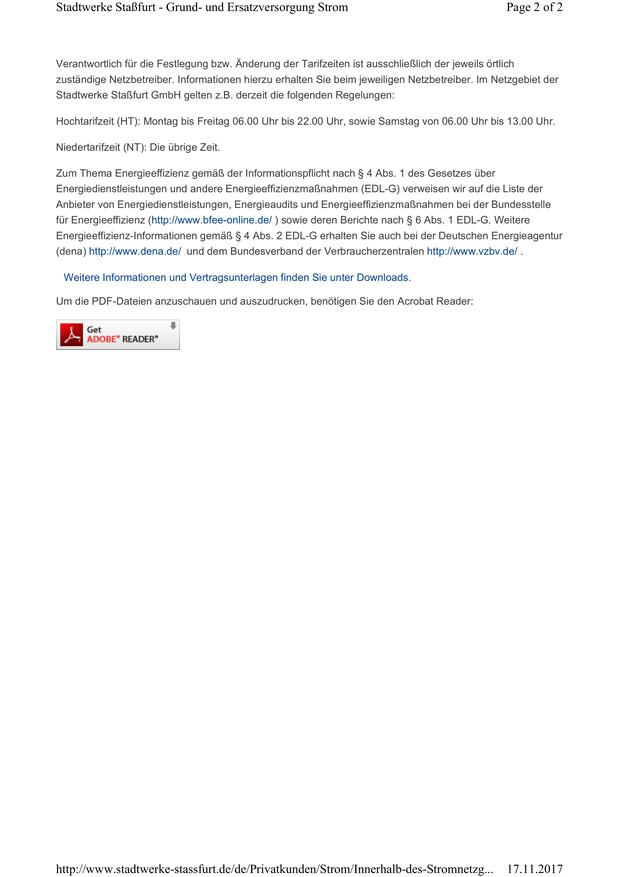 Stadtwerke Staßfurt - Grund- und Ersatzversorgung Strom Page 2 of 2
Verantwortlich für die Festlegung bzw. Änderung der Tarifzeiten ist ausschließlich der jeweils örtlich
zuständige Netzbetreiber. Informationen hierzu erhalten Sie beim jeweiligen Netzbetreiber. Im Netzgebiet der
Stadtwerke Staßfurt GmbH gelten z.B. derzeit die folgenden Regelungen:
Hochtarifzeit (HT): Montag bis Freitag 06.00 Uhr bis 22.00 Uhr, sowie Samstag von 06.00 Uhr bis 13.00 Uhr.
Niedertarifzeit (NT): Die übrige Zeit.
Zum Thema Energieeffizienz gemäß der Informationspflicht nach § 4 Abs. 1 des Gesetzes über
Energiedienstleistungen und andere Energieeffizienzmaßnahmen (EDL-G) verweisen wir auf die Liste der
Anbieter von Energiedienstleistungen, Energieaudits und Energieeffizienzmaßnahmen bei der Bundesstelle
für Energieeffizienz (http://www.bfee-online.de/ ) sowie deren Berichte nach § 6 Abs. 1 EDL-G. Weitere
Energieeffizienz-Informationen gemäß § 4 Abs. 2 EDL-G erhalten Sie auch bei der Deutschen Energieagentur
(dena) http://www.dena.de/ und dem Bundesverband der Verbraucherzentralen http://www.vzbv.de/ .
Weitere Informationen und Vertragsunterlagen finden Sie unter Downloads.
Um die PDF-Dateien anzuschauen und auszudrucken, benötigen Sie den Acrobat Reader:
Get
ADOBE® READER®
http://www.stadtwerke-stassfurt.de/de/Privatkunden/Strom/Innerhalb-des-Stromnetzg... 17.11.2017